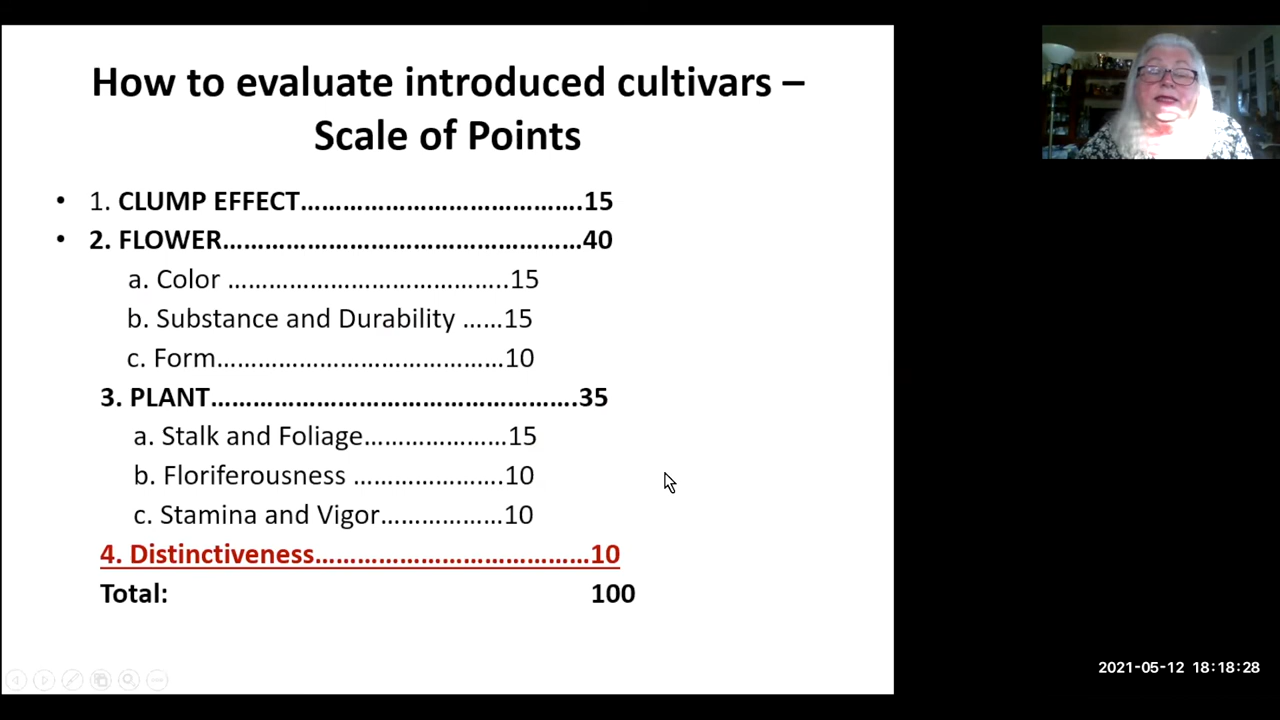 How to evaluate introduced cultivars –
Scale of Points
• 1. CLUMP EFFECT………………………………….15
• 2. FLOWER……………………………………………40
a. Color ………………………………..15
b. Substance and Durability ……15
c. Form…………………………………..10
3. PLANT…………………………………………….35
a. Stalk and Foliage…………………15
b. Floriferousness ………………….10
c. Stamina and Vigor………………10
4. Distinctiveness…………………………………10
Total: 100
2021-05-12 18:18:28